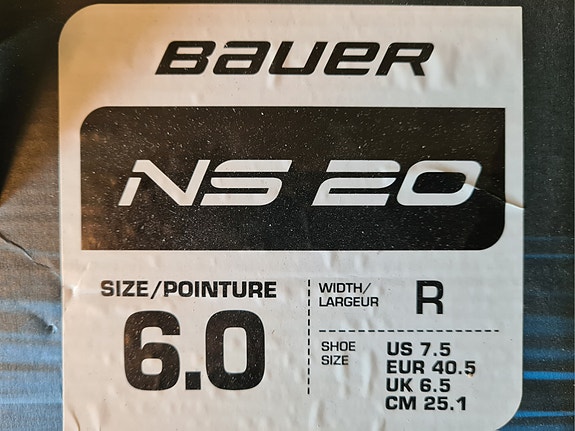 BAUER
NS 20
SIZE/POINTURE
6.0
WIDTH/
LARGEUR
R
SHOE
SIZE
US 7.5
EUR 40.5
UK 6.5
CM 25.1